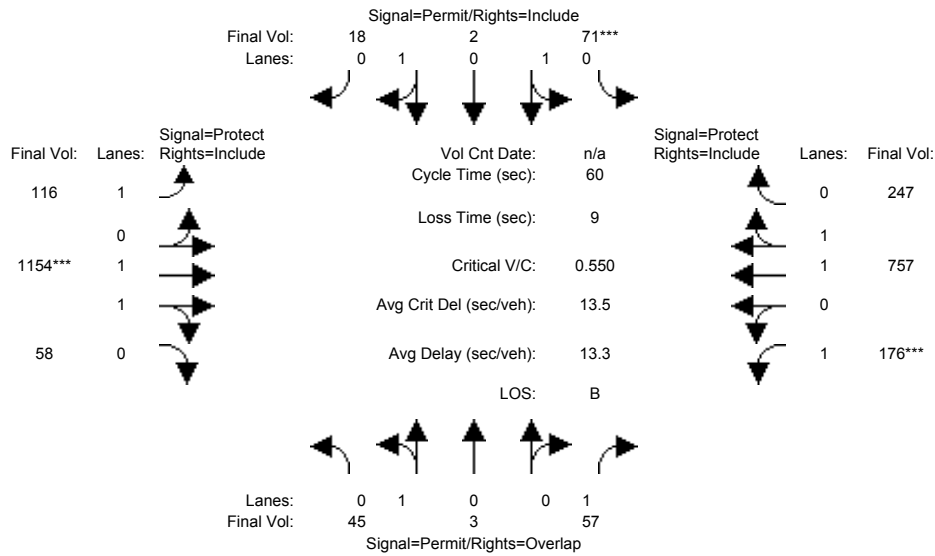 Signal=Permit/Rights=Include
Final Vol: 18 2 71***
Lanes: 0 1 0 1 0
Signal=Protect Signal=Protect
Final Vol: Lanes: Rights=Include Vol Cnt Date: n/a Rights=Include Lanes: Final Vol:
116 1 Cycle Time (sec): 60 0 247
Loss Time (sec): 9
0 1
1154*** 1 Critical V/C: 0.550 1 757
1 Avg Crit Del (sec/veh): 13.5 0
58 0 Avg Delay (sec/veh): 13.3 1 176***
LOS: B
Lanes: 0 1 0 0 1
Final Vol: 45 3 57
Signal=Permit/Rights=Overlap